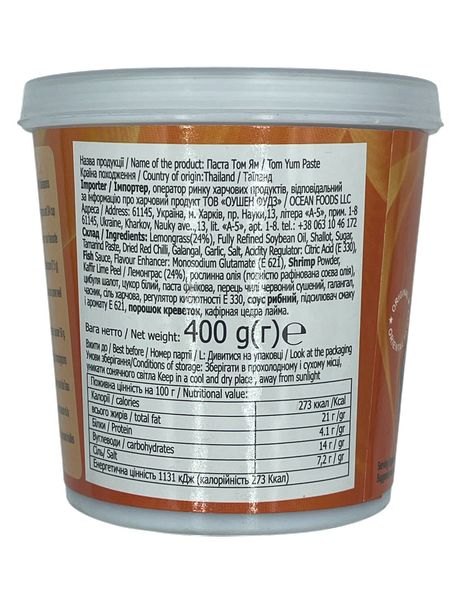 Назва продукції / Name of the product: Паста Том Ям / Tom Yum Paste
Країна походження / Country of origin:Thailand / Таїланд
Importer / Імпортер, оператор ринку харчових продуктів, відповідальний
за інформацію про харчовий продукт ТОВ «ОУШЕН ФУДЗ» / OCEAN FOODS LLC
Адреса / Address: 61145, Україна, м. Харків, пр. Науки,13, літера «А-5», прим. 1-8
61145, Ukraine, Kharkov, Nauky ave.,13, lit. «A-5», apt. 1-8. tel.: +38 063 10 46 172
Склад / Ingredients: Lemongrass(24%), Fully Refined Soybean Oil, Shallot, Sugar,
Tamarind Paste, Dried Red Chilli, Galangal, Garlic, Salt, Acidity Regulator: Citric Acid (E 330),
Fish Sauce, Flavour Enhancer: Monosodium Glutamate (E 621), Shrimp Powder,
Kaffir Lime Peel / Лемонграс (24%), рослинна олія (повністю рафінована соєва олія),
цибуля шалот, цукор білий, паста фінікова, перець чилі червоний сушений, галангал,
часник, сіль харчова, регулятор кислотності Е 330, соус рибний, підсилювач смаку
і аромату Е 621, порошок креветок, кафірная цедра лайма.
Вага нетто / Net weight: 400 g(г)℮
Вжити до / Best before / Номер партії / L: Дивитися на упаковці / Look at the packaging
Умови зберігання/Conditions of storage: Зберігати в прохолодному і сухому місці,
уникати сонячного світла Keep in a cool and dry place , away from sunlight
Поживна цінність на 100 г / Nutritional value:
Калорії / calories 273 ккал /Kcal
всього жирів / total fat 21 г /gr
Білки / Protein 4.1 г/gr
Вуглеводи / carbohydrates 14 г/ gr
Сіль/ Salt 7,2 г/ gr
Енергетична цінність 1131 кДж (калорійність 273 Ккал)